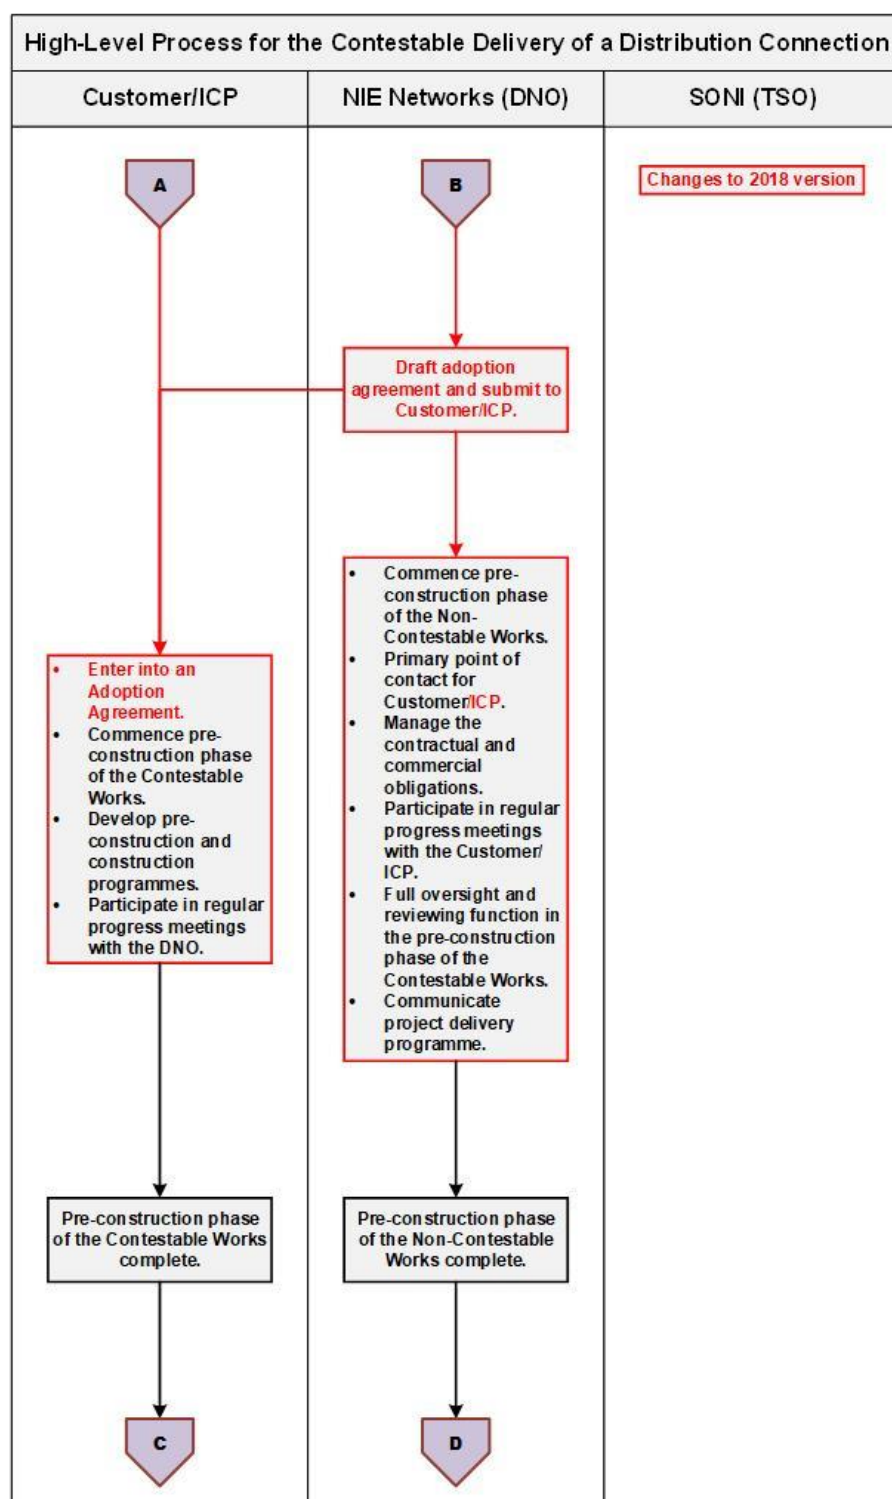 High-Level Process for the Contestable Delivery of a Distribution Connection
Customer/ICP
NIE Networks (DNO)
SONI (TSO)
A
B
Changes to 2018 version
Draft adoption
agreement and submit to
Customer/ICP.
• Enter into an
Adoption
Agreement.
• Commence pre-
construction phase
of the Contestable
Works.
• Develop pre-
construction and
construction
programmes.
• Participate in regular
progress meetings
with the DNO.
• Commence pre-
construction phase
of the Non-
Contestable Works.
• Primary point of
contact for
Customer/ICP.
• Manage the
contractual and
commercial
obligations.
• Participate in regular
progress meetings
with the Customer/
ICP.
• Full oversight and
reviewing function in
the pre-construction
phase of the
Contestable Works.
• Communicate
project delivery
programme.
Pre-construction phase
of the Contestable Works
complete.
Pre-construction phase
of the Non-Contestable
Works complete.
C
D